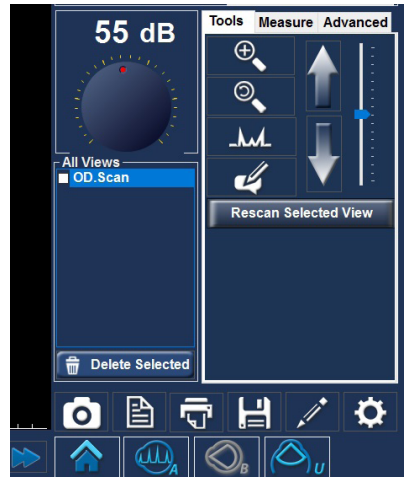 55 dB
Tools Measure Advanced
All Views
OD.Scan
Rescan Selected View
Delete Selected
A
B
U